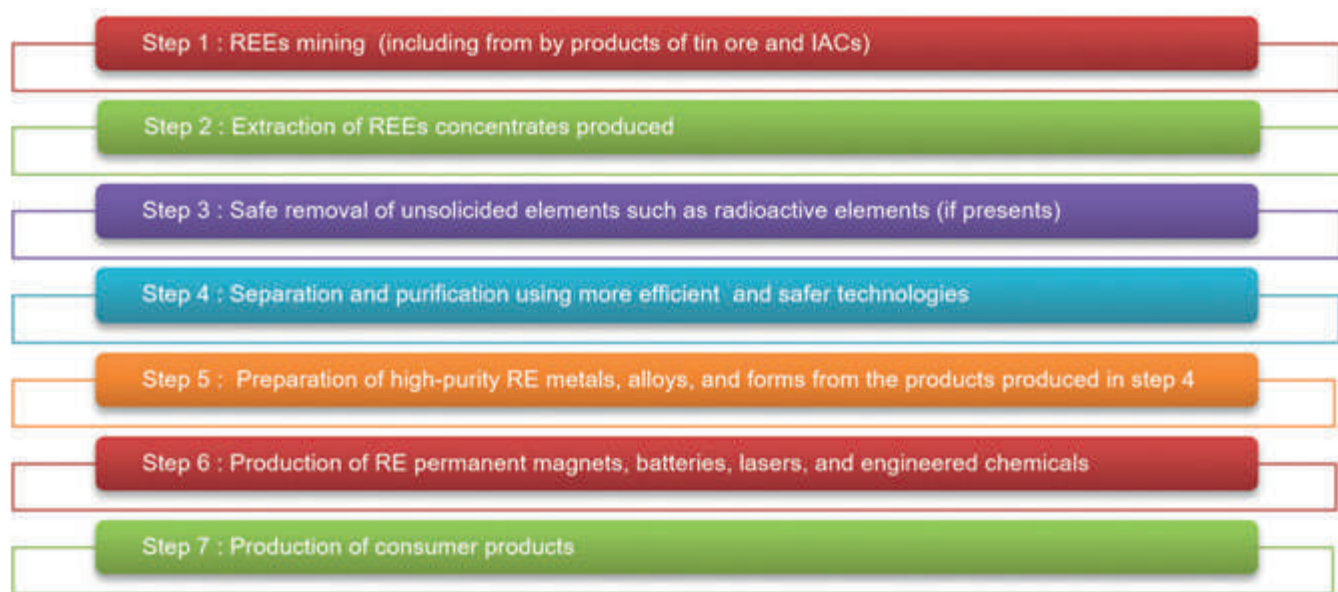 Step 1 : REEs mining (including from by products of tin ore and IACs)
Step 2 : Extraction of REEs concentrates produced
Step 3 : Safe removal of unsolicided elements such as radioactive elements (if presents)
Step 4 : Separation and purification using more efficient and safer technologies
Step 5 : Preparation of high-purity RE metals, alloys, and forms from the products produced in step 4
Step 6 : Production of RE permanent magnets, batteries, lasers, and engineered chemicals
Step 7 : Production of consumer products